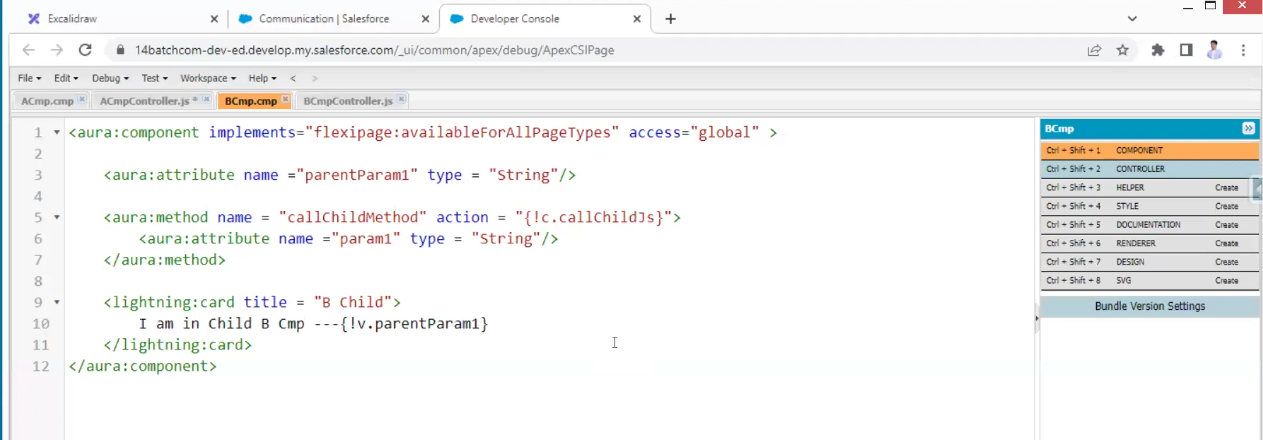 Excalidraw
Communication | Salesforce
Developer Console
14batchcom-dev-ed.develop.my.salesforce.com/_ui/common/apex/debug/ApexCSIPage
File Edit Debug Test Workspace Help < >
ACmp.cmp ACmpController.js * BCmp.cmp BCmpController.js
1 <aura:component implements="flexipage:availableForAllPageTypes" access="global" >
2
3 <aura:attribute name ="parentParam1" type = "String"/>
4
5 <aura:method name = "callChildMethod" action = "{!c.callChildJs}">
6 <aura:attribute name ="param1" type = "String"/>
7 </aura:method>
8
9 <lightning:card title = "B Child">
10 I am in Child B Cmp ---{!v.parentParam1}
11 </lightning:card>
12 </aura:component>
BCmp
Ctrl + Shift + 1 COMPONENT
Ctrl + Shift + 2 CONTROLLER
Ctrl + Shift + 3 HELPER Create
Ctrl + Shift + 4 STYLE Create
Ctrl + Shift + 5 DOCUMENTATION Create
Ctrl + Shift + 6 RENDERER Create
Ctrl + Shift + 7 DESIGN Create
Ctrl + Shift + 8 SVG Create
Bundle Version Settings